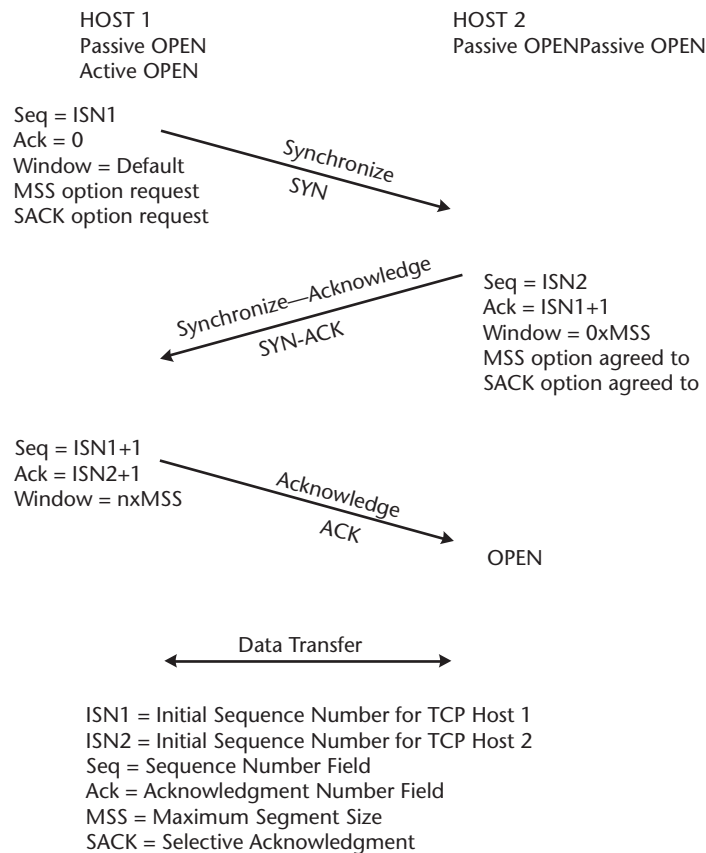 HOST 1
Passive OPEN
Active OPEN
HOST 2
Passive OPENPassive OPEN
Seq = ISN1
Ack = 0
Window = Default
MSS option request
SACK option request
Synchronize
SYN
Synchronize—Acknowledge
SYN-ACK
Seq = ISN2
Ack = ISN1+1
Window = 0xMSS
MSS option agreed to
SACK option agreed to
Seq = ISN1+1
Ack = ISN2+1
Window = nxMSS
Acknowledge
ACK
OPEN
Data Transfer
ISN1 = Initial Sequence Number for TCP Host 1
ISN2 = Initial Sequence Number for TCP Host 2
Seq = Sequence Number Field
Ack = Acknowledgment Number Field
MSS = Maximum Segment Size
SACK = Selective Acknowledgment